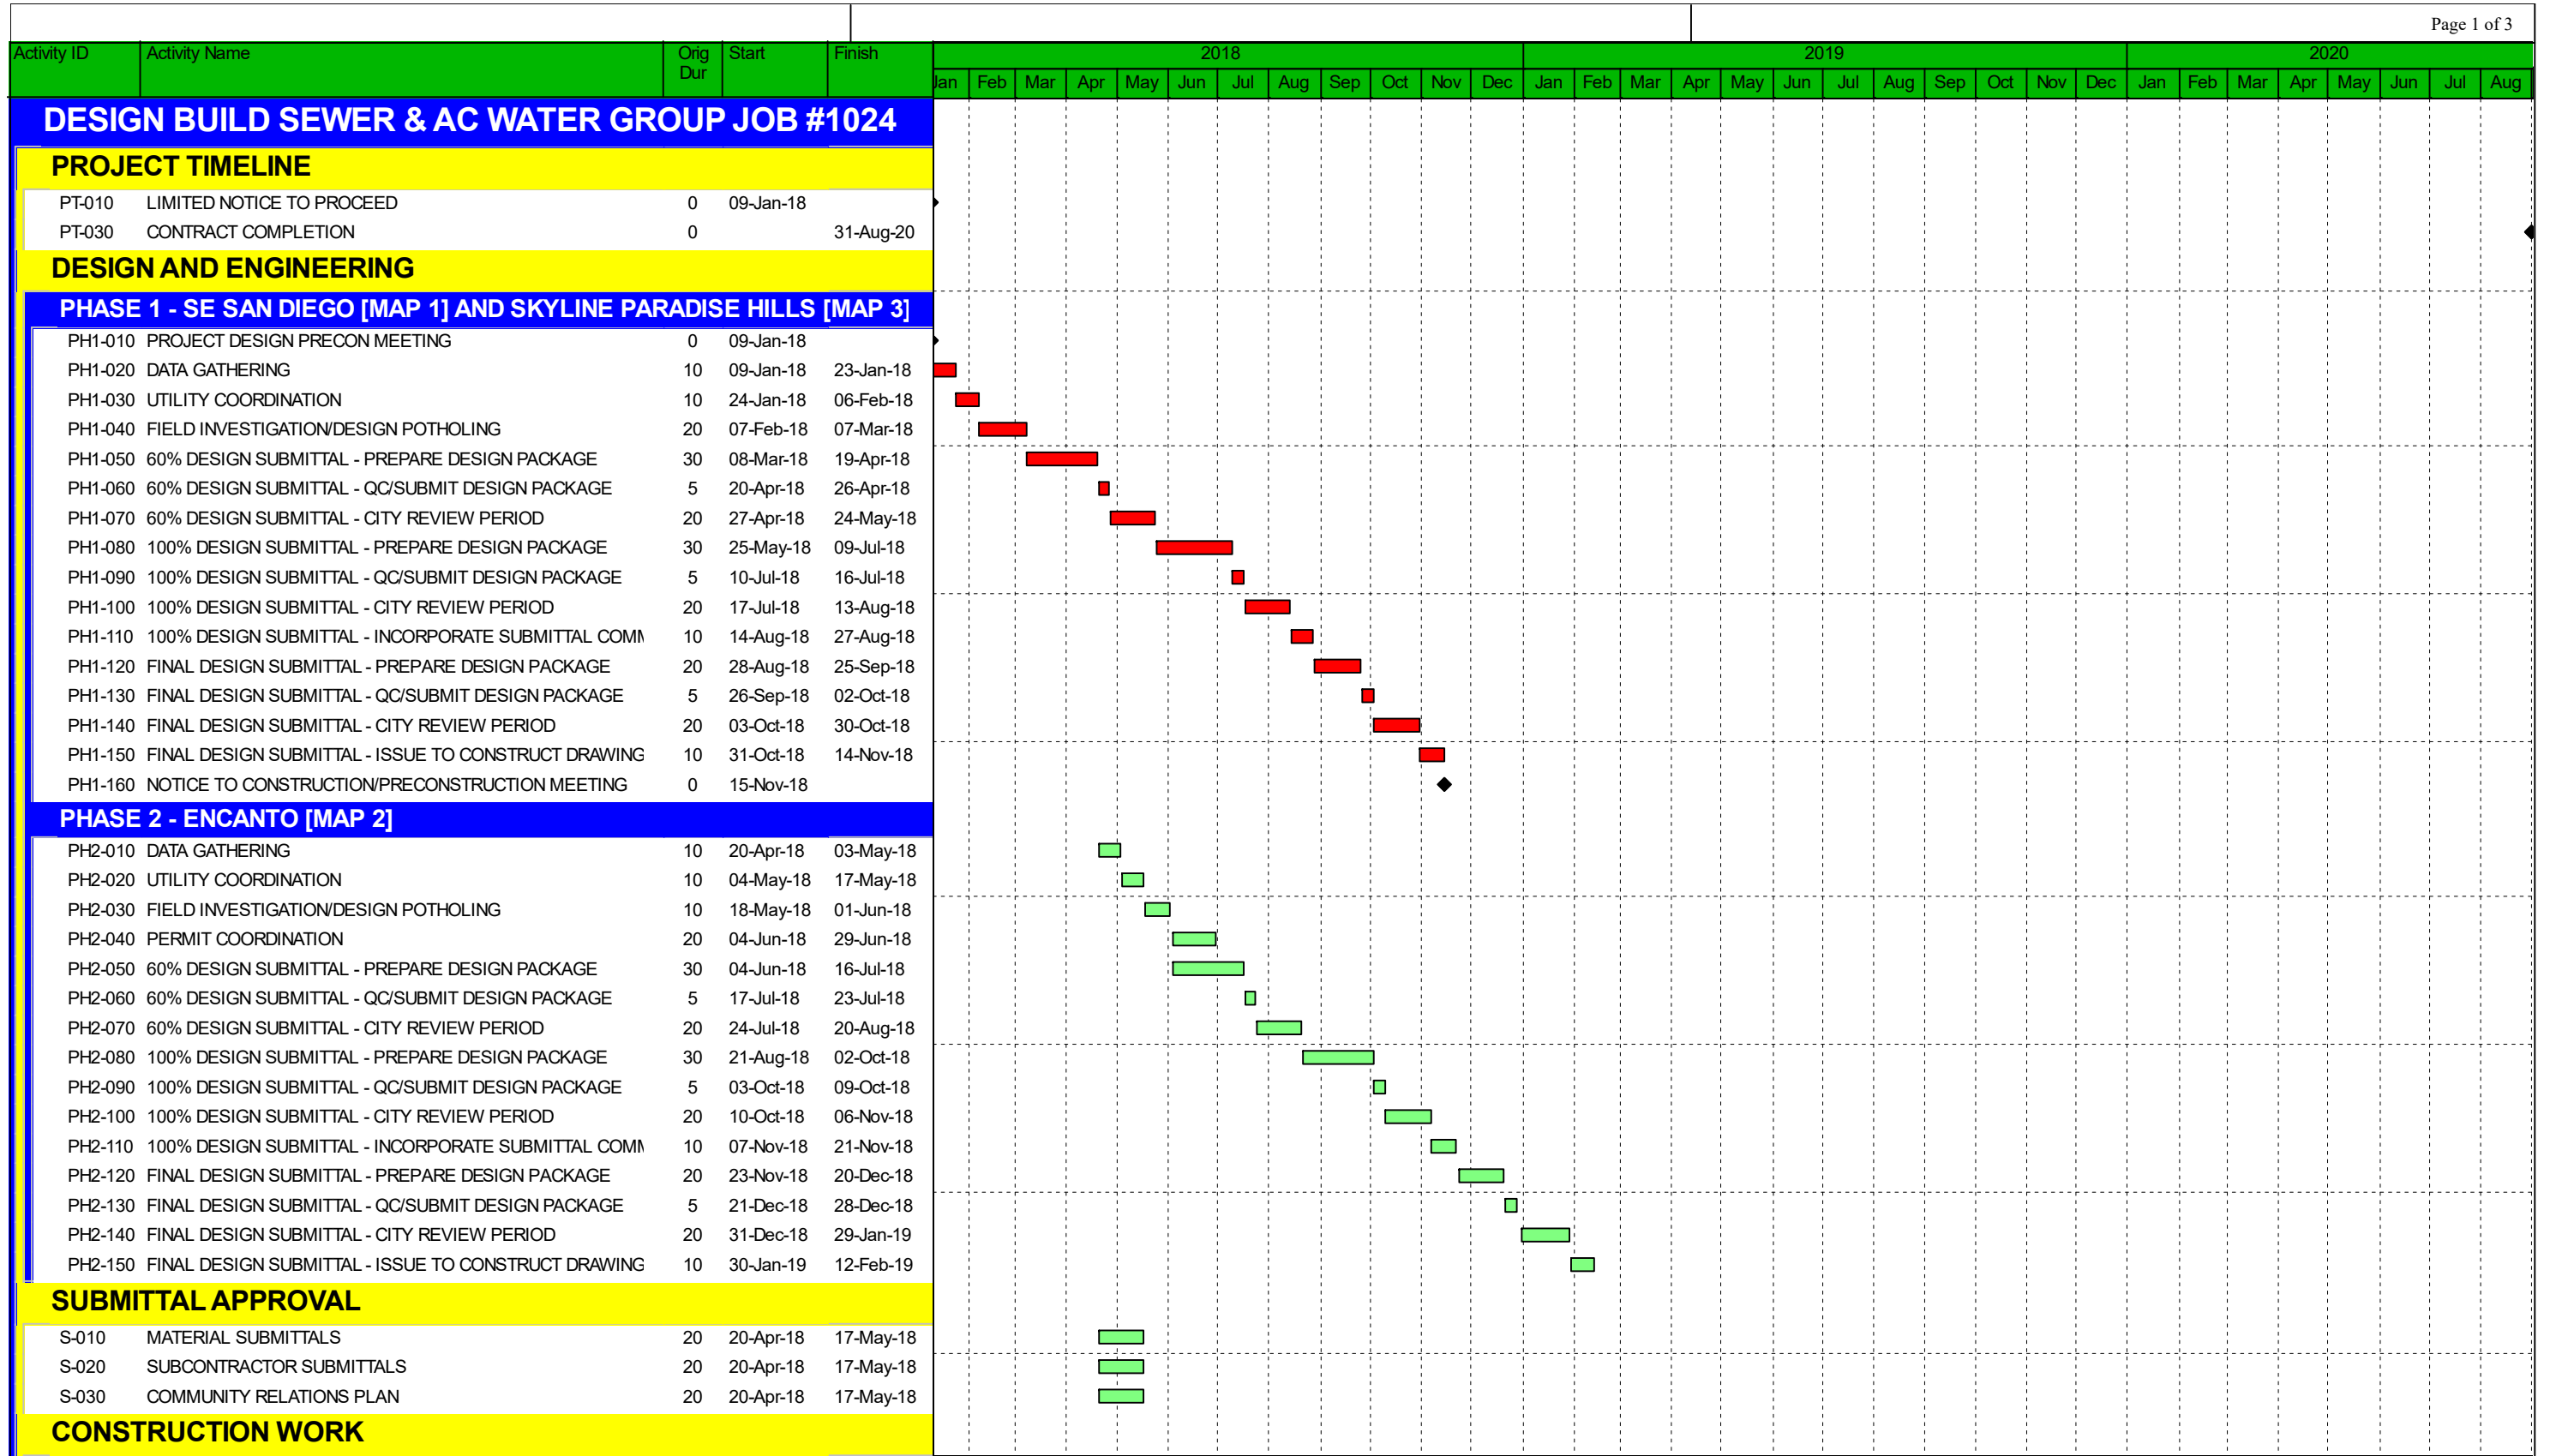 Page 1 of 3
Activity ID Activity Name Orig Dur Start Finish 2018 2019 2020
Jan Feb Mar Apr May Jun Jul Aug Sep Oct Nov Dec Jan Feb Mar Apr May Jun Jul Aug Sep Oct Nov Dec Jan Feb Mar Apr May Jun Jul Aug
DESIGN BUILD SEWER & AC WATER GROUP JOB #1024
PROJECT TIMELINE
PT-010 LIMITED NOTICE TO PROCEED 0 09-Jan-18
PT-030 CONTRACT COMPLETION 0 31-Aug-20
DESIGN AND ENGINEERING
PHASE 1 - SE SAN DIEGO [MAP 1] AND SKYLINE PARADISE HILLS [MAP 3]
PH1-010 PROJECT DESIGN PRECON MEETING 0 09-Jan-18
PH1-020 DATA GATHERING 10 09-Jan-18 23-Jan-18
PH1-030 UTILITY COORDINATION 10 24-Jan-18 06-Feb-18
PH1-040 FIELD INVESTIGATION/DESIGN POTHOLING 20 07-Feb-18 07-Mar-18
PH1-050 60% DESIGN SUBMITTAL - PREPARE DESIGN PACKAGE 30 08-Mar-18 19-Apr-18
PH1-060 60% DESIGN SUBMITTAL - QC/SUBMIT DESIGN PACKAGE 5 20-Apr-18 26-Apr-18
PH1-070 60% DESIGN SUBMITTAL - CITY REVIEW PERIOD 20 27-Apr-18 24-May-18
PH1-080 100% DESIGN SUBMITTAL - PREPARE DESIGN PACKAGE 30 25-May-18 09-Jul-18
PH1-090 100% DESIGN SUBMITTAL - QC/SUBMIT DESIGN PACKAGE 5 10-Jul-18 16-Jul-18
PH1-100 100% DESIGN SUBMITTAL - CITY REVIEW PERIOD 20 17-Jul-18 13-Aug-18
PH1-110 100% DESIGN SUBMITTAL - INCORPORATE SUBMITTAL COMM 10 14-Aug-18 27-Aug-18
PH1-120 FINAL DESIGN SUBMITTAL - PREPARE DESIGN PACKAGE 20 28-Aug-18 25-Sep-18
PH1-130 FINAL DESIGN SUBMITTAL - QC/SUBMIT DESIGN PACKAGE 5 26-Sep-18 02-Oct-18
PH1-140 FINAL DESIGN SUBMITTAL - CITY REVIEW PERIOD 20 03-Oct-18 30-Oct-18
PH1-150 FINAL DESIGN SUBMITTAL - ISSUE TO CONSTRUCT DRAWING 10 31-Oct-18 14-Nov-18
PH1-160 NOTICE TO CONSTRUCTION/PRECONSTRUCTION MEETING 0 15-Nov-18
PHASE 2 - ENCANTO [MAP 2]
PH2-010 DATA GATHERING 10 20-Apr-18 03-May-18
PH2-020 UTILITY COORDINATION 10 04-May-18 17-May-18
PH2-030 FIELD INVESTIGATION/DESIGN POTHOLING 10 18-May-18 01-Jun-18
PH2-040 PERMIT COORDINATION 20 04-Jun-18 29-Jun-18
PH2-050 60% DESIGN SUBMITTAL - PREPARE DESIGN PACKAGE 30 04-Jun-18 16-Jul-18
PH2-060 60% DESIGN SUBMITTAL - QC/SUBMIT DESIGN PACKAGE 5 17-Jul-18 23-Jul-18
PH2-070 60% DESIGN SUBMITTAL - CITY REVIEW PERIOD 20 24-Jul-18 20-Aug-18
PH2-080 100% DESIGN SUBMITTAL - PREPARE DESIGN PACKAGE 30 21-Aug-18 02-Oct-18
PH2-090 100% DESIGN SUBMITTAL - QC/SUBMIT DESIGN PACKAGE 5 03-Oct-18 09-Oct-18
PH2-100 100% DESIGN SUBMITTAL - CITY REVIEW PERIOD 20 10-Oct-18 06-Nov-18
PH2-110 100% DESIGN SUBMITTAL - INCORPORATE SUBMITTAL COMM 10 07-Nov-18 21-Nov-18
PH2-120 FINAL DESIGN SUBMITTAL - PREPARE DESIGN PACKAGE 20 23-Nov-18 20-Dec-18
PH2-130 FINAL DESIGN SUBMITTAL - QC/SUBMIT DESIGN PACKAGE 5 21-Dec-18 28-Dec-18
PH2-140 FINAL DESIGN SUBMITTAL - CITY REVIEW PERIOD 20 31-Dec-18 29-Jan-19
PH2-150 FINAL DESIGN SUBMITTAL - ISSUE TO CONSTRUCT DRAWING 10 30-Jan-19 12-Feb-19
SUBMITTAL APPROVAL
S-010 MATERIAL SUBMITTALS 20 20-Apr-18 17-May-18
S-020 SUBCONTRACTOR SUBMITTALS 20 20-Apr-18 17-May-18
S-030 COMMUNITY RELATIONS PLAN 20 20-Apr-18 17-May-18
CONSTRUCTION WORK